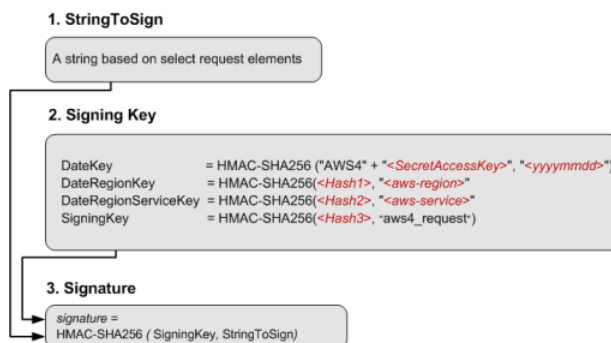 1. StringToSign
A string based on select request elements
2. Signing Key
DateKey = HMAC-SHA256 ("AWS4" + "<SecretAccessKey>", "<yyyymmdd>")
DateRegionKey = HMAC-SHA256(<Hash1>, "<aws-region>"
DateRegionServiceKey = HMAC-SHA256(<Hash2>, "<aws-service>"
SigningKey = HMAC-SHA256(<Hash3>, "aws4_request")
3. Signature
signature =
HMAC-SHA256 ( SigningKey, StringToSign)